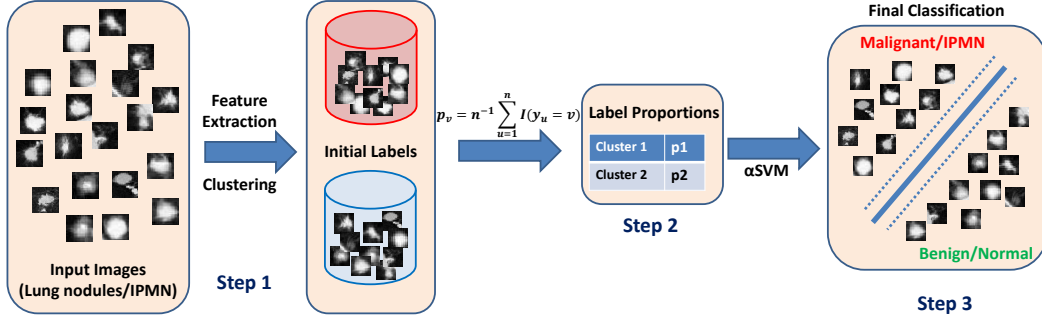 Input Images
(Lung nodules/IPMN)
Feature
Extraction
Clustering
Step 1
Initial Labels
p_v = n^{-1} \sum_{u=1}^{n} I(y_u = v)
Label Proportions
Cluster 1 p1
Cluster 2 p2
Step 2
αSVM
Final Classification
Malignant/IPMN
Benign/Normal
Step 3